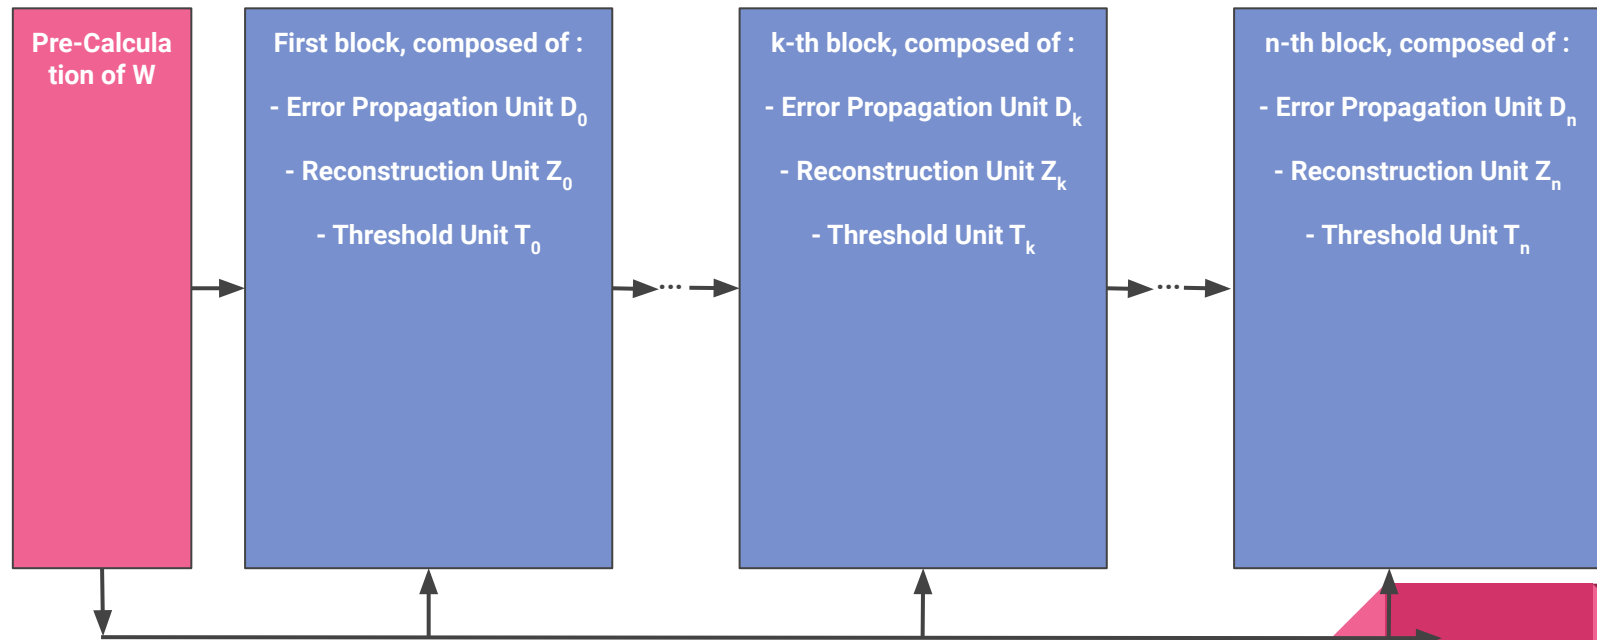 Pre-Calcula
tion of W
First block, composed of :
- Error Propagation Unit D₀
- Reconstruction Unit Z₀
- Threshold Unit T₀
...
k-th block, composed of :
- Error Propagation Unit Dₖ
- Reconstruction Unit Zₖ
- Threshold Unit Tₖ
...
n-th block, composed of :
- Error Propagation Unit Dₙ
- Reconstruction Unit Zₙ
- Threshold Unit Tₙ